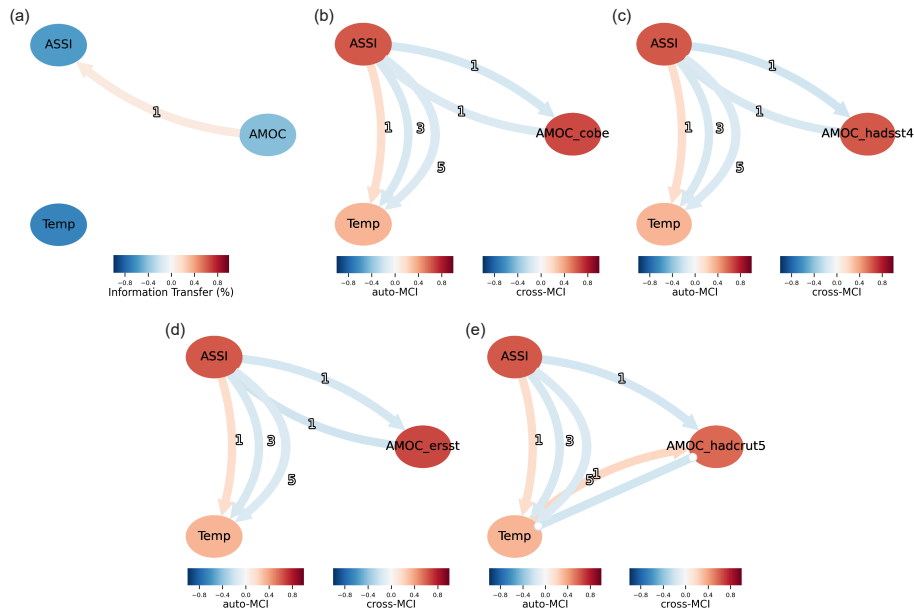 (a)
ASSI
1
AMOC
Temp
−0.8 −0.4 0.0 0.4 0.8
Information Transfer (%)
(b)
ASSI
1
1
1
3
AMOC_cobe
5
Temp
−0.8 −0.4 0.0 0.4 0.8
auto-MCI
−0.8 −0.4 0.0 0.4 0.8
cross-MCI
(c)
ASSI
1
1
1
3
AMOC_hadsst4
5
Temp
−0.8 −0.4 0.0 0.4 0.8
auto-MCI
−0.8 −0.4 0.0 0.4 0.8
cross-MCI
(d)
ASSI
1
1
1
3
AMOC_ersst
5
Temp
−0.8 −0.4 0.0 0.4 0.8
auto-MCI
−0.8 −0.4 0.0 0.4 0.8
cross-MCI
(e)
ASSI
1
1
3
AMOC_hadcrut5
5
1
Temp
−0.8 −0.4 0.0 0.4 0.8
auto-MCI
−0.8 −0.4 0.0 0.4 0.8
cross-MCI